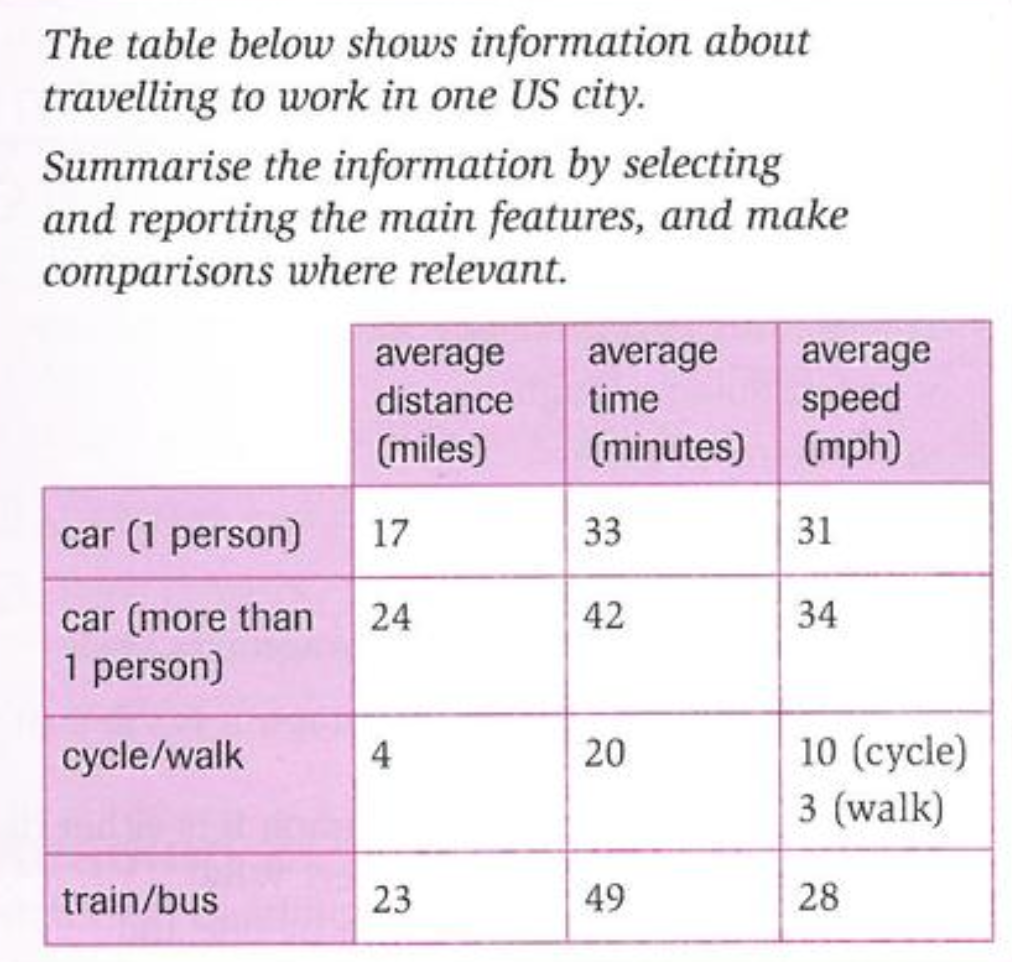 The table below shows information about
travelling to work in one US city.
Summarise the information by selecting
and reporting the main features, and make
comparisons where relevant.
average distance (miles) average time (minutes) average speed (mph)
car (1 person) 17 33 31
car (more than 1 person) 24 42 34
cycle/walk 4 20 10 (cycle) 3 (walk)
train/bus 23 49 28